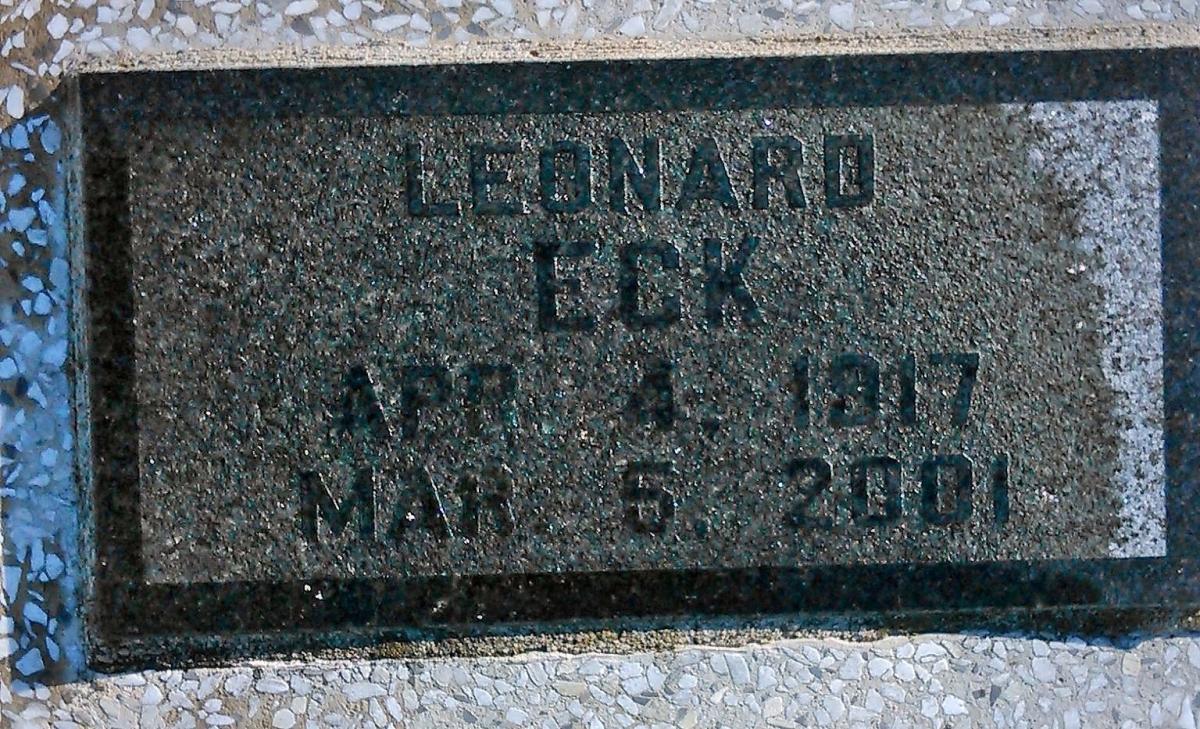 LEONARD
ECK
APR 4, 1917
MAR 5, 2001